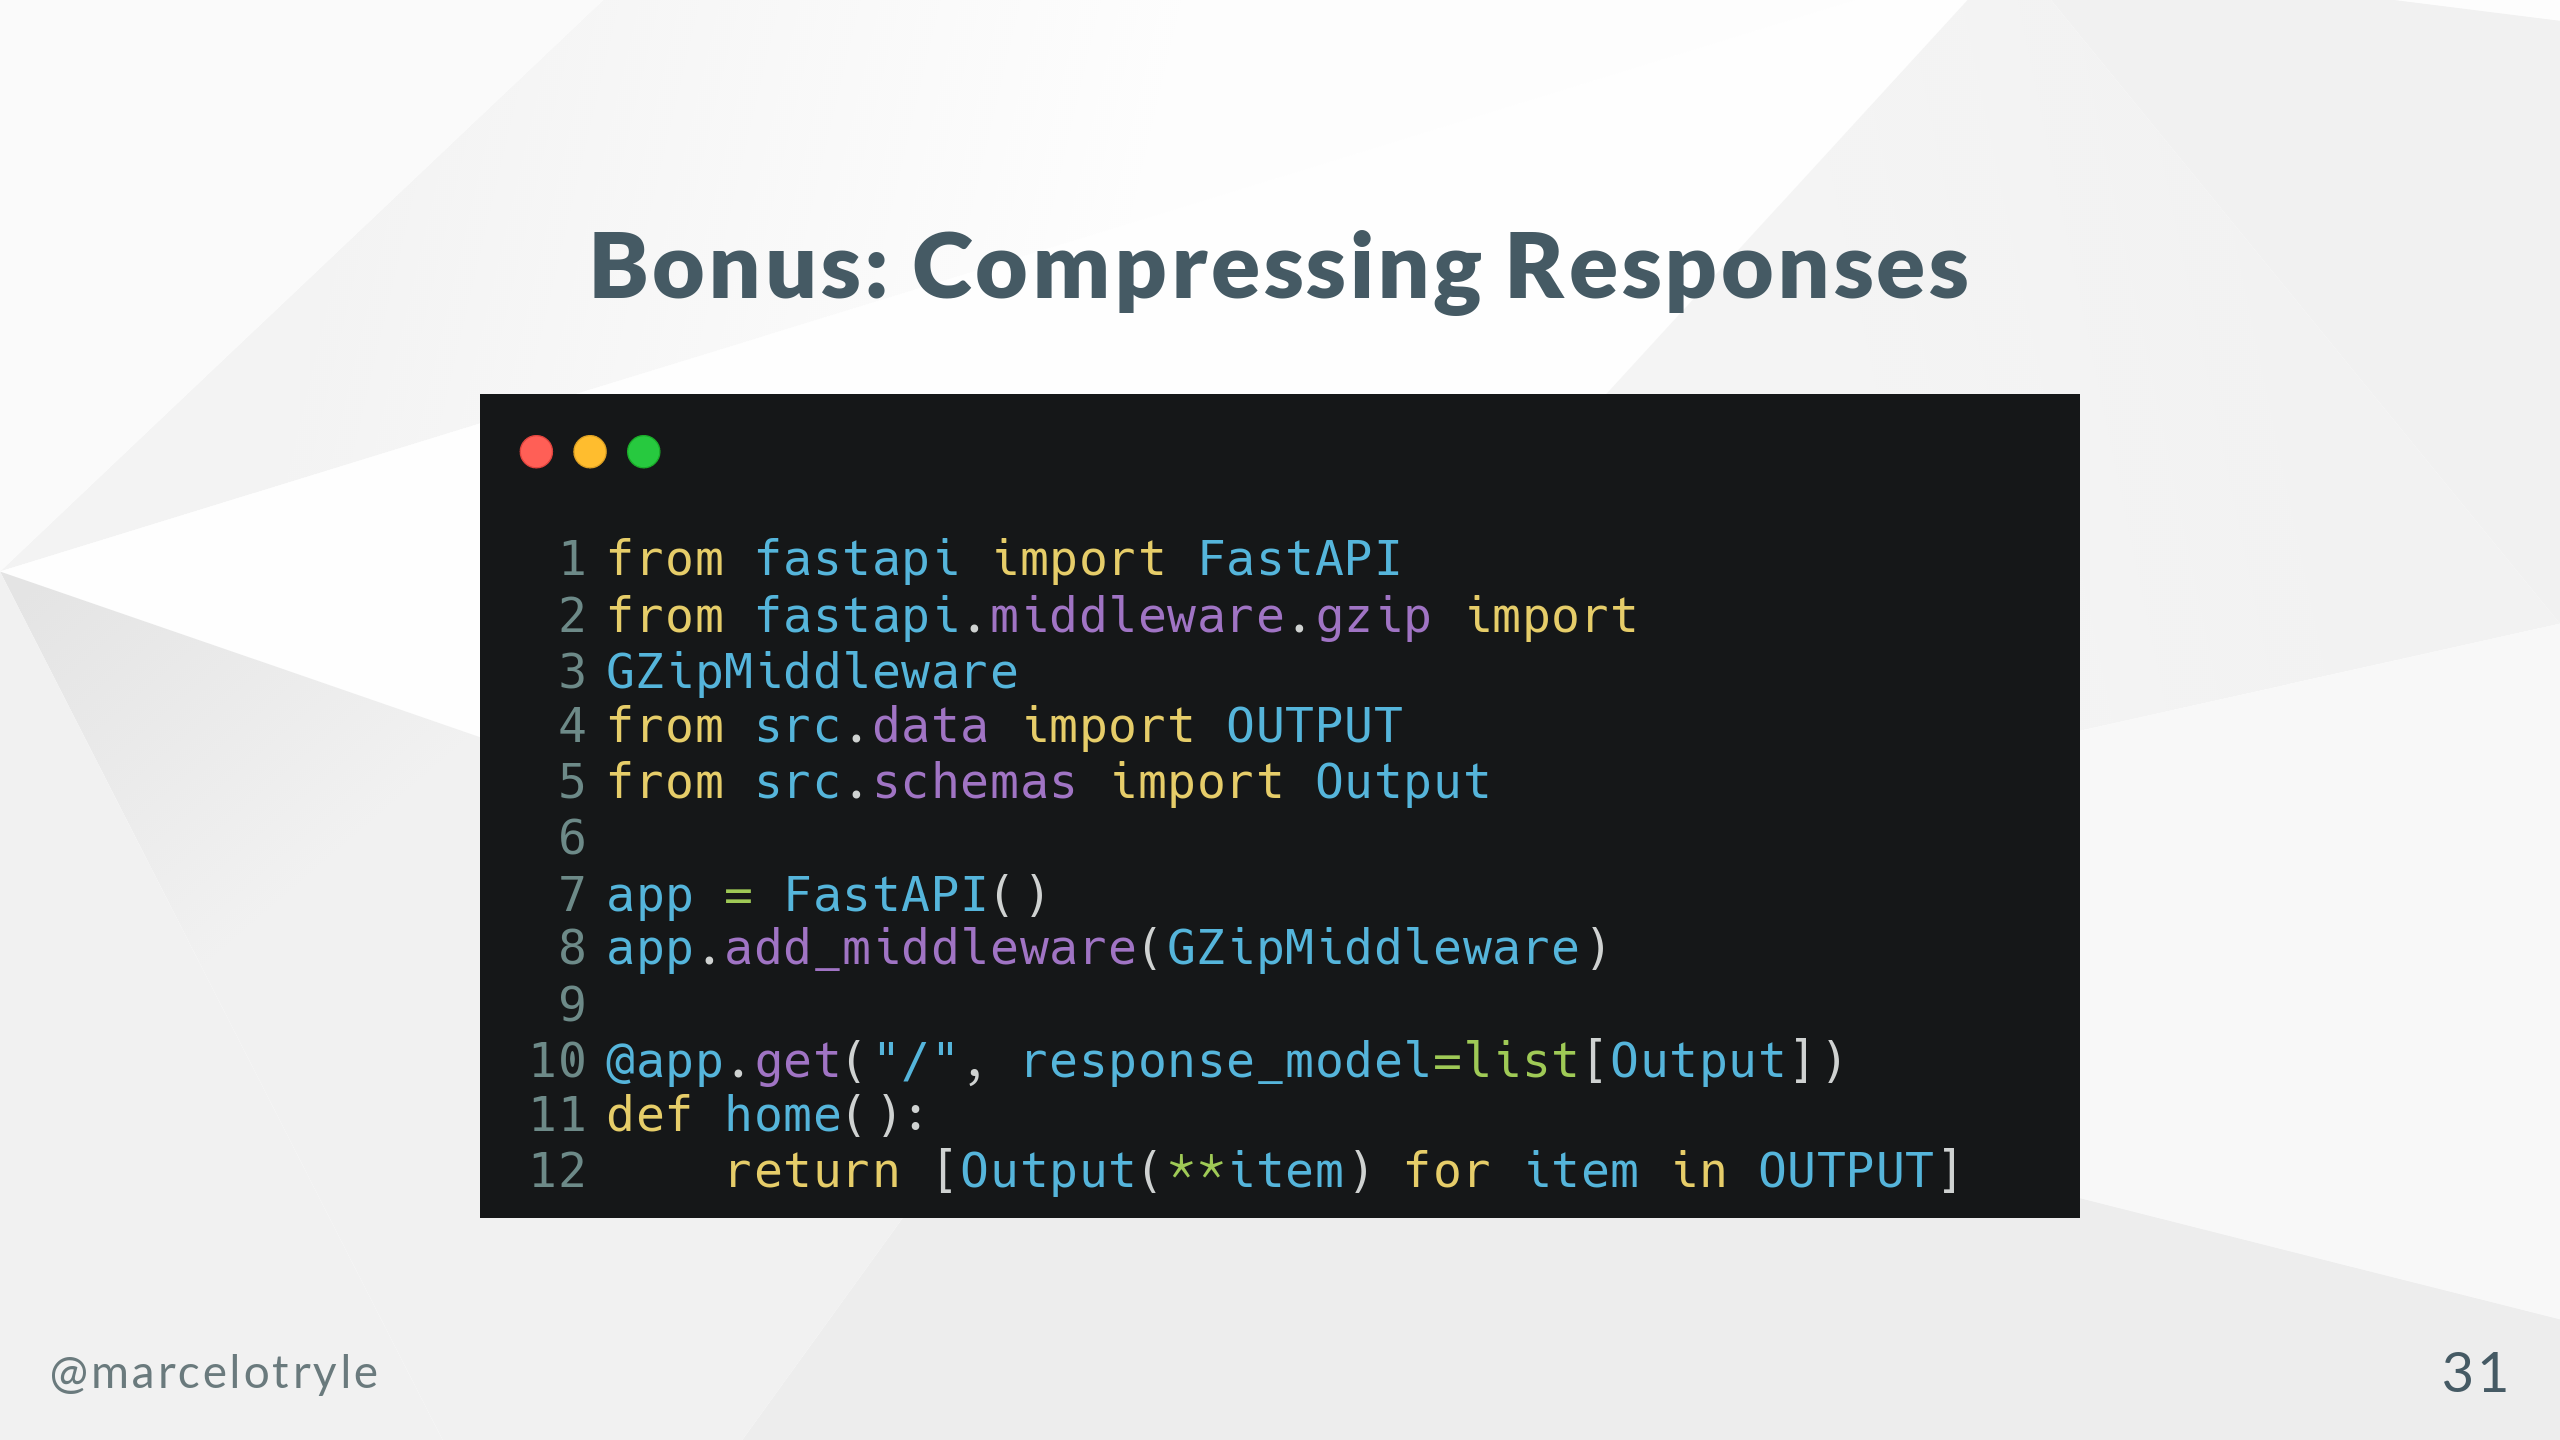 Bonus: Compressing Responses
1 from fastapi import FastAPI
2 from fastapi.middleware.gzip import
3 GZipMiddleware
4 from src.data import OUTPUT
5 from src.schemas import Output
6
7 app = FastAPI()
8 app.add_middleware(GZipMiddleware)
9
10 @app.get("/", response_model=list[Output])
11 def home():
12     return [Output(**item) for item in OUTPUT]
@marcelotryle
31